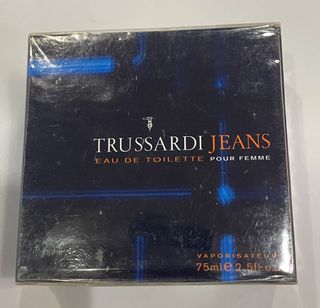 TRUSSARDI JEANS
EAU DE TOILETTE POUR FEMME
VAPORISATEUR
75ml e 2.5fl.oz